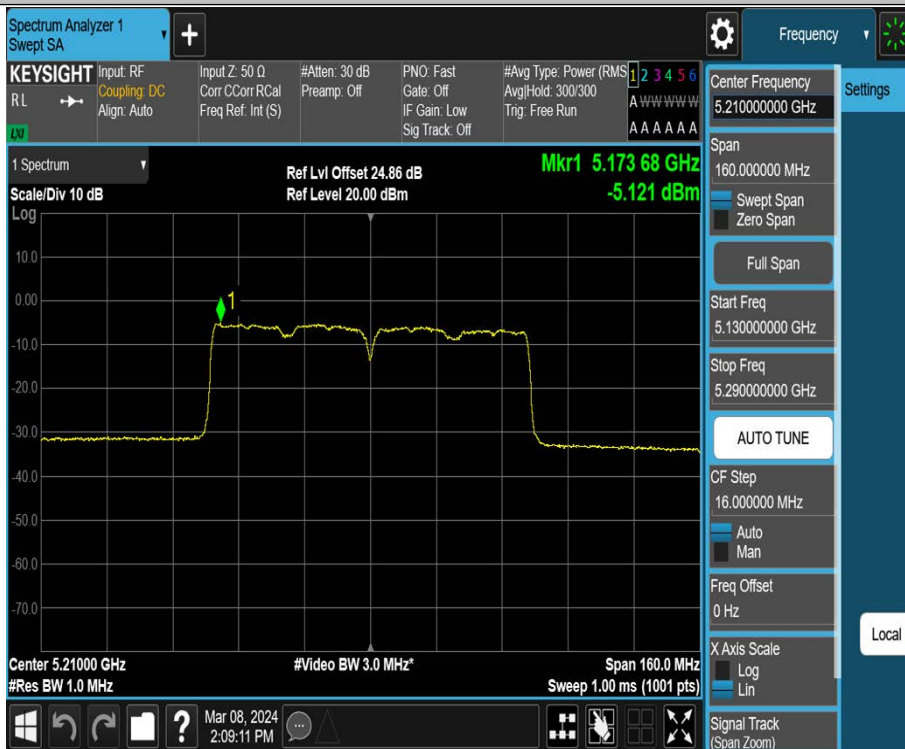 Spectrum Analyzer 1
Swept SA
+
Frequency
KEYSIGHT
RL
LXI
Input: RF
Coupling: DC
Align: Auto
Input Z: 50 Ω
Corr CCorr RCal
Freq Ref: Int (S)
#Atten: 30 dB
Preamp: Off
PNO: Fast
Gate: Off
IF Gain: Low
Sig Track: Off
#Avg Type: Power (RMS
Avg|Hold: 300/300
Trig: Free Run
1 2 3 4 5 6
A W W W W W
A A A A A A
1 Spectrum
Scale/Div 10 dB
Log
Ref Lvl Offset 24.86 dB
Ref Level 20.00 dBm
Mkr1 5.173 68 GHz
-5.121 dBm
10.0
0.00
-10.0
-20.0
-30.0
-40.0
-50.0
-60.0
-70.0
1
Center 5.21000 GHz
#Res BW 1.0 MHz
#Video BW 3.0 MHz*
Span 160.0 MHz
Sweep 1.00 ms (1001 pts)
Center Frequency
5.210000000 GHz
Span
160.000000 MHz
Swept Span
Zero Span
Full Span
Start Freq
5.130000000 GHz
Stop Freq
5.290000000 GHz
AUTO TUNE
CF Step
16.000000 MHz
Auto
Man
Freq Offset
0 Hz
X Axis Scale
Log
Lin
Signal Track
(Span Zoom)
Settings
Local
?
Mar 08, 2024
2:09:11 PM